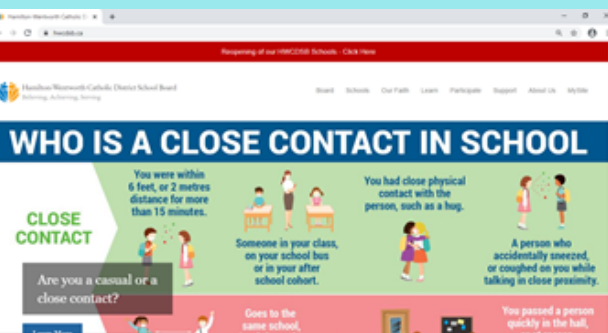 Hamilton-Wentworth Catholic D
hwcdsb.ca
Reopening of our HWCDSB Schools - Click Here
Hamilton-Wentworth Catholic District School Board
Believing, Achieving, Serving
Board Schools Our Faith Learn Participate Support About Us MySite
WHO IS A CLOSE CONTACT IN SCHOOL
CLOSE
CONTACT
You were within
6 feet, or 2 metres
distance for more
than 15 minutes.
Someone in your class,
on your school bus
or in your after
school cohort.
You had close physical
contact with the
person, such as a hug.
A person who
accidentally sneezed,
or coughed on you while
talking in close proximity.
Are you a casual or a
close contact?
Learn More
Goes to the
same school,
You passed a person
quickly in the hall,